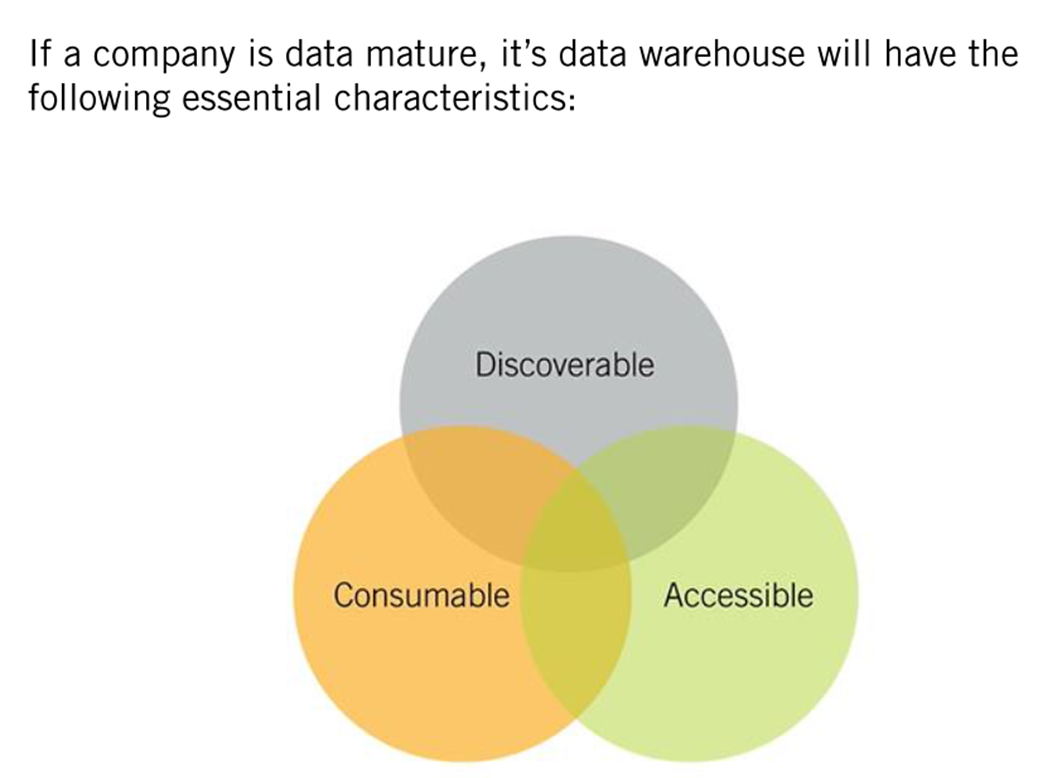 If a company is data mature, it’s data warehouse will have the
following essential characteristics:
Discoverable
Consumable
Accessible